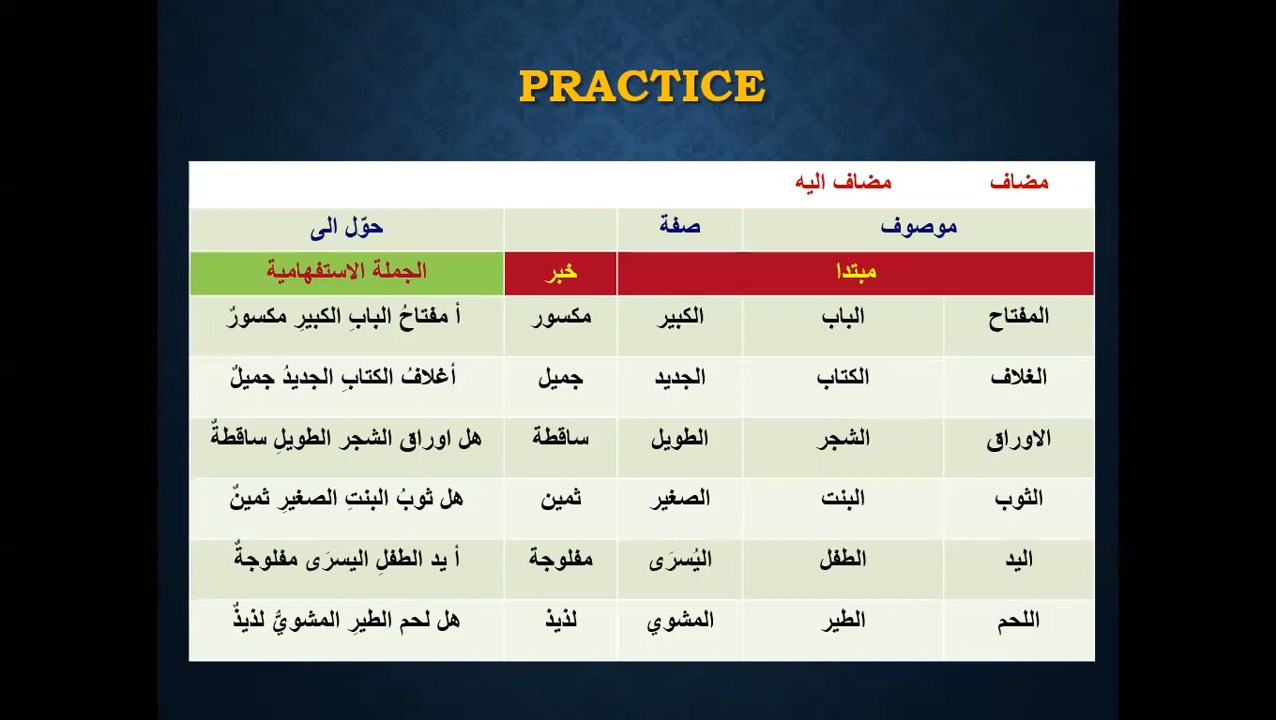 PRACTICE
مضاف مضاف اليه
موصوف صفة حوّل الى
مبتدا خبر الجملة الاستفهامية
المفتاح الباب الكبير مكسور أ مفتاحُ البابِ الكبيرِ مكسورٌ
الغلاف الكتاب الجديد جميل أغلافُ الكتابِ الجديدُ جميلٌ
الاوراق الشجر الطويل ساقطة هل اوراق الشجر الطويلِ ساقطةٌ
الثوب البنت الصغير ثمين هل ثوبُ البنتِ الصغيرِ ثمينٌ
اليد الطفل اليُسرَى مفلوجة أ يد الطفلِ اليسرَى مفلوجةٌ
اللحم الطير المشوي لذيذ هل لحم الطيرِ المشويُّ لذيذٌ